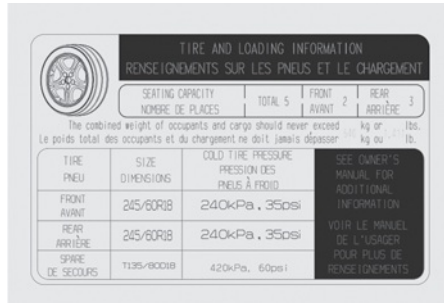 TIRE AND LOADING INFORMATION
RENSEIGNEMENTS SUR LES PNEUS ET LE CHARGEMENT
SEATING CAPACITY
NOMBRE DE PLACES
TOTAL 5
FRONT
AVANT 2
REAR
ARRIÈRE 3
The combined weight of occupants and cargo should never exceed kg or lbs.
Le poids total des occupants et du chargement ne doit jamais dépasser kg ou lb.
TIRE
PNEU
SIZE
DIMENSIONS
COLD TIRE PRESSURE
PRESSION DES
PNEUS À FROID
SEE OWNER'S
MANUAL FOR
ADDITIONAL
INFORMATION
VOIR LE MANUEL
DE L'USAGER
POUR PLUS DE
RENSEIGNEMENTS
FRONT
AVANT
245/60R18
240kPa, 35psi
REAR
ARRIÈRE
245/60R18
240kPa, 35psi
SPARE
DE SECOURS
T135/80D18
420kPa, 60psi